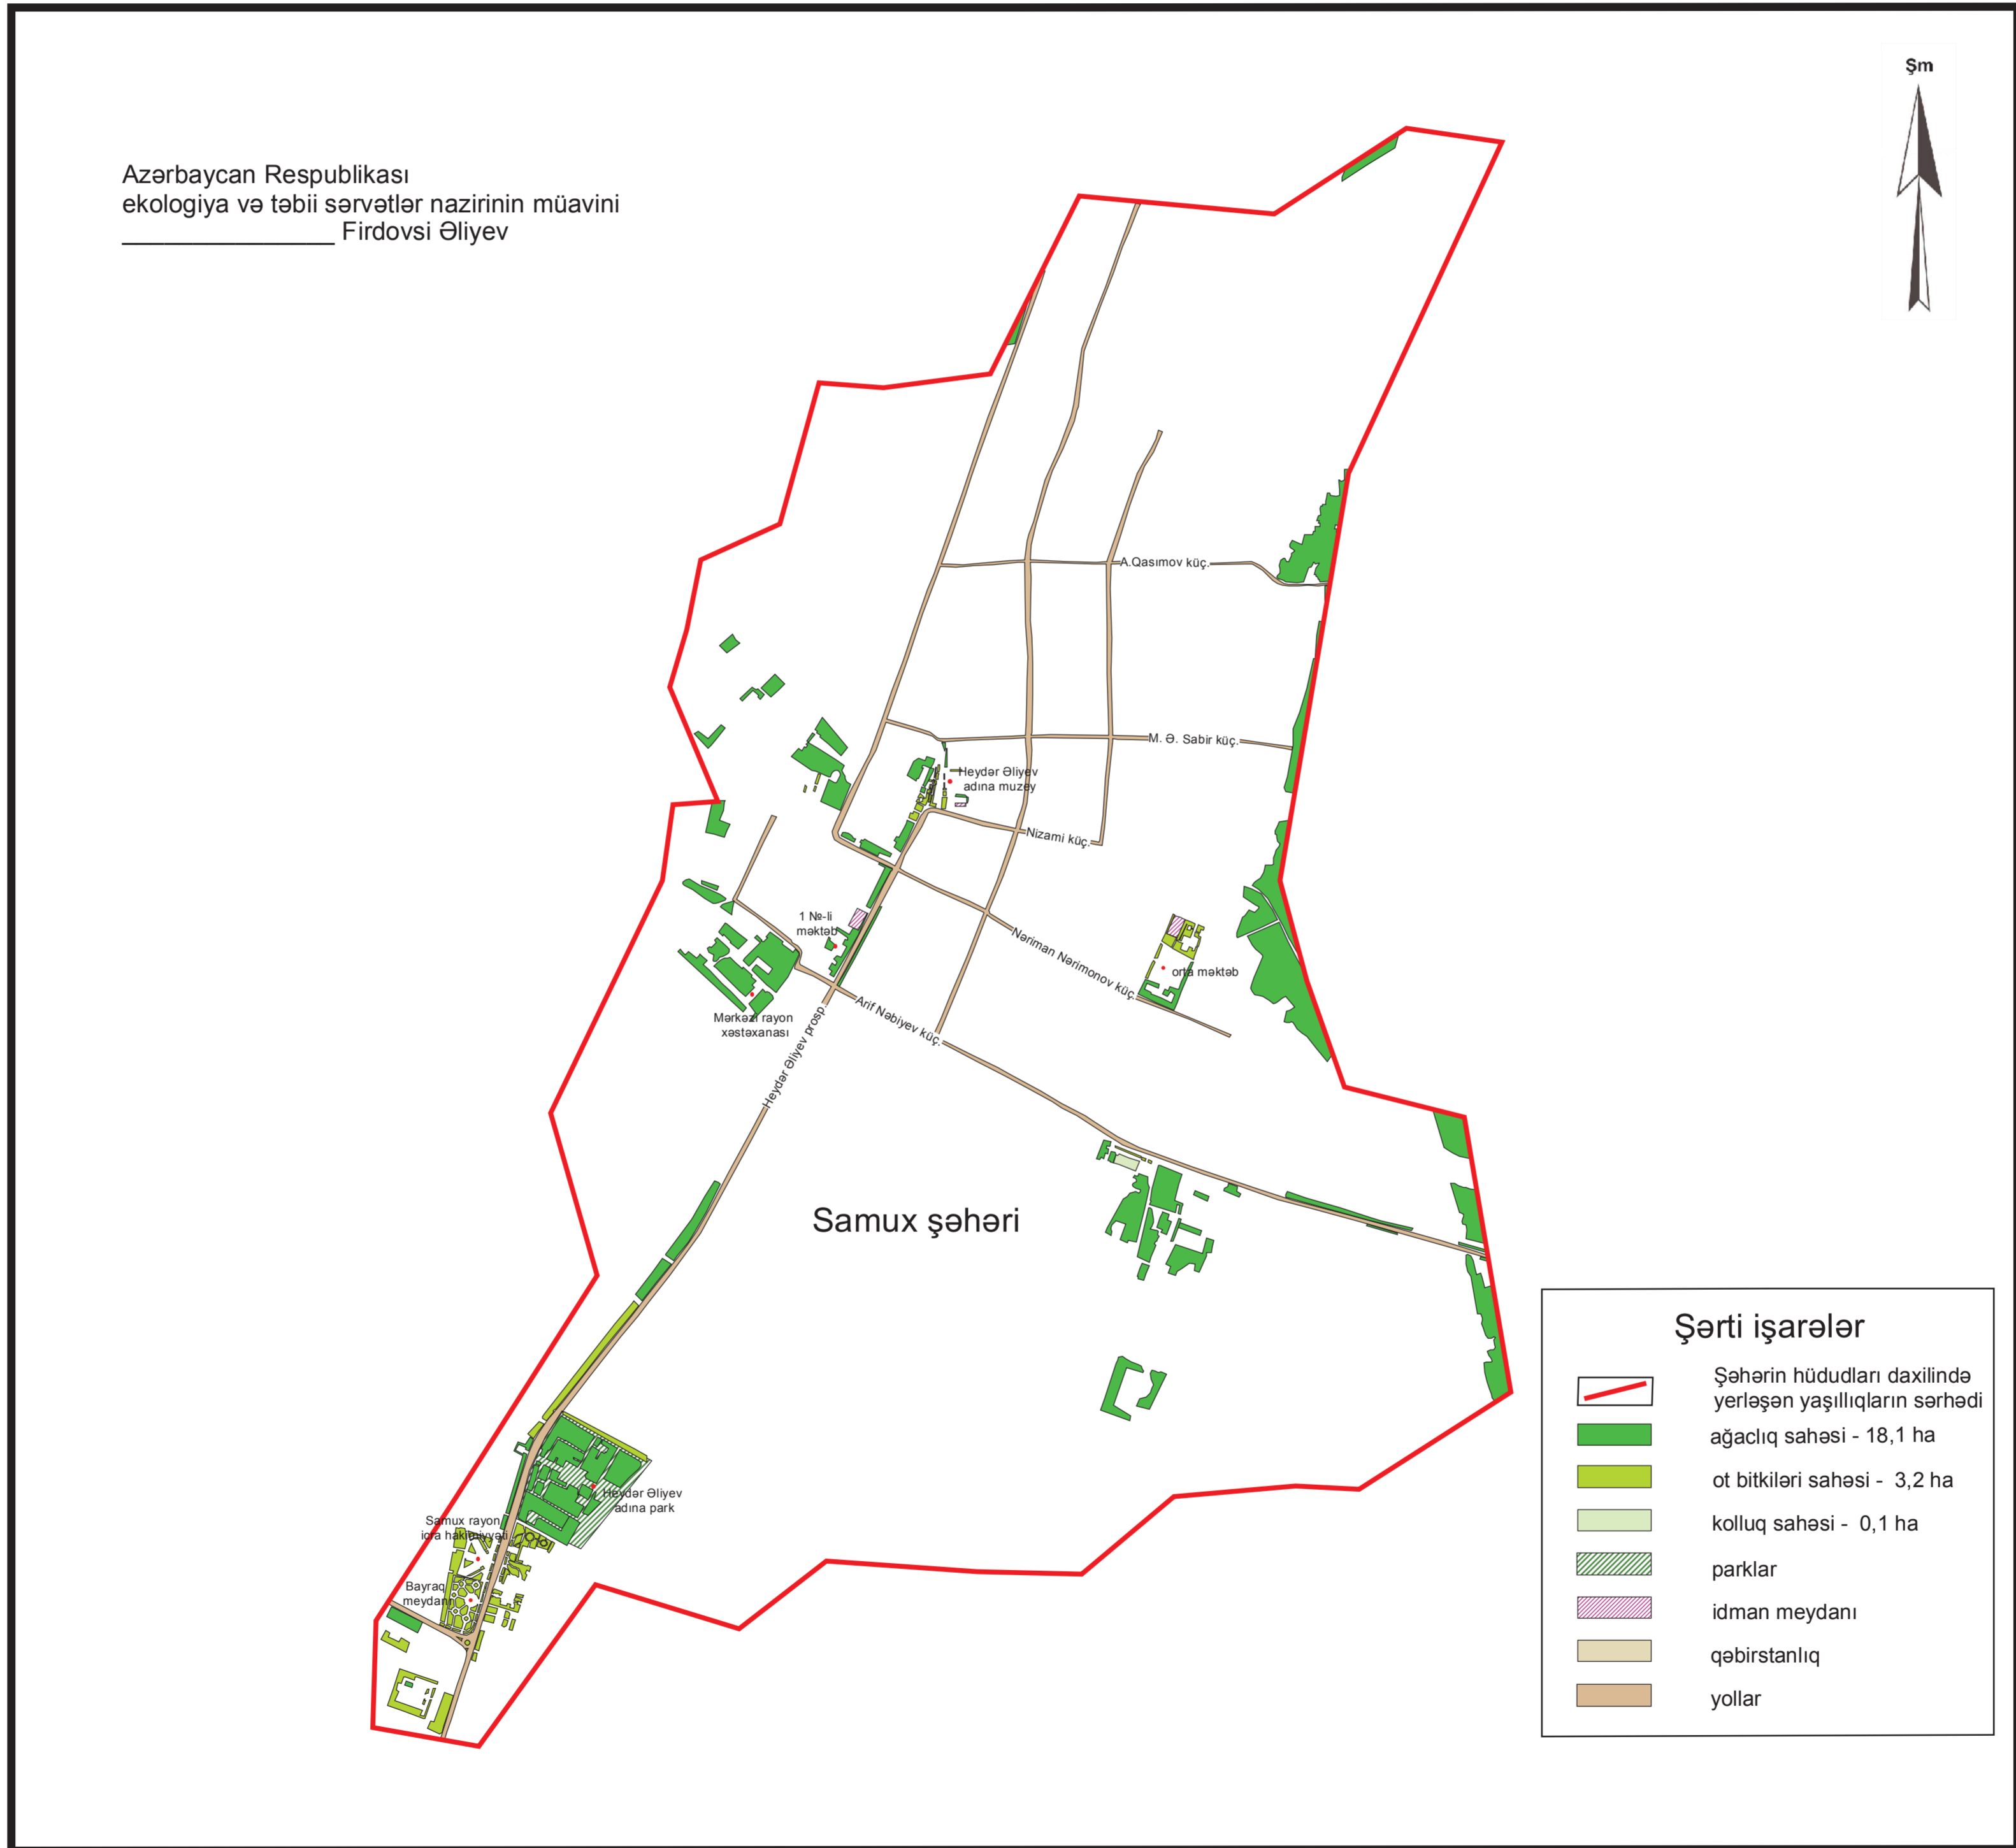 Şm
Azərbaycan Respublikası
ekologiya və təbii sərvətlər nazirinin müavini
_______________ Firdovsi Əliyev
A.Qasımov küç.
M. Ə. Sabir küç.
Heydər Əliyev
adına muzey
Nizami küç.
1 №-li
məktəb
Nəriman Nərimonov küç.
orta məktəb
Mərkəzi rayon
xəstəxanası
Arif Nəbiyev küç.
Heydər Əliyev prosp.
Samux şəhəri
Heydər Əliyev
adına park
Samux rayon
icra hakimiyyəti
Bayraq
meydanı
Şərti işarələr
Şəhərin hüdudları daxilində
yerləşən yaşıllıqların sərhədi
ağaclıq sahəsi - 18,1 ha
ot bitkiləri sahəsi - 3,2 ha
kolluq sahəsi - 0,1 ha
parklar
idman meydanı
qəbirstanlıq
yollar